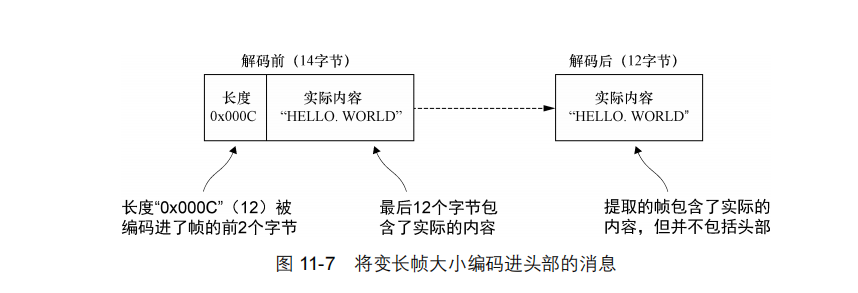 解码前（14字节）
解码后（12字节）
长度
0x000C
实际内容
“HELLO. WORLD”
实际内容
“HELLO. WORLD"
长度“0x000C”（12）被
编码进了帧的前2个字节
最后12个字节包
含了实际的内容
提取的帧包含了实际的
内容，但并不包括头部
图 11-7 将变长帧大小编码进头部的消息